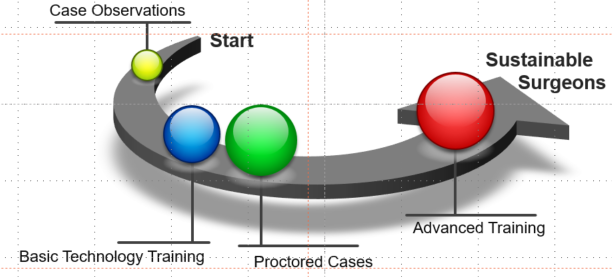 Case Observations
Start
Sustainable
Surgeons
Advanced Training
Basic Technology Training
Proctored Cases